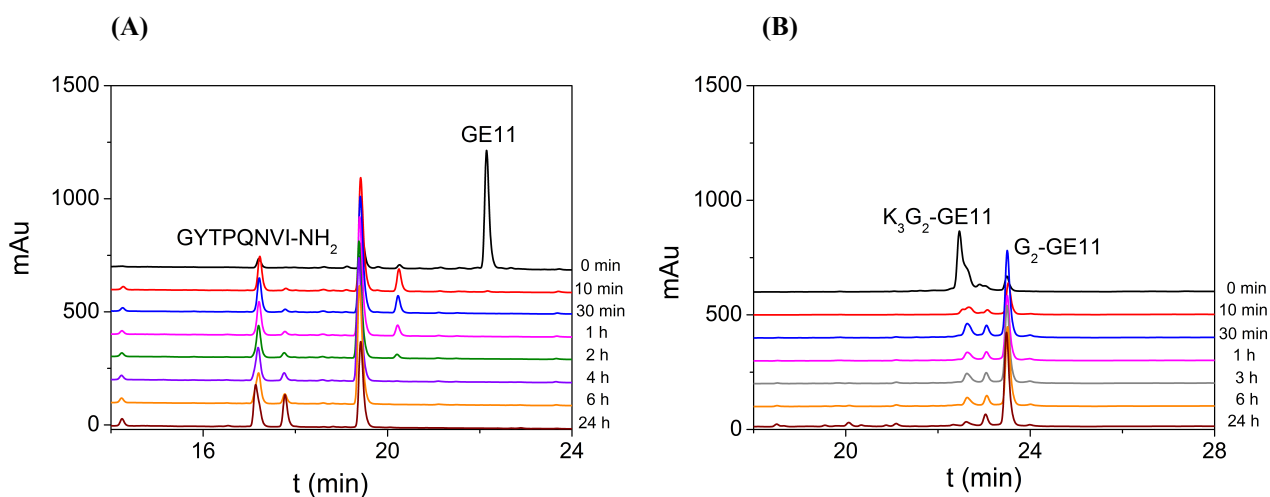 (A)
(B)
1500
1000
500
0
mAu
GE11
GYTPQNVI-NH₂
0 min
10 min
30 min
1 h
2 h
4 h
6 h
24 h
16
20
24
t (min)
1500
1000
500
0
mAu
K₃G₂-GE11
G₂-GE11
0 min
10 min
30 min
1 h
3 h
6 h
24 h
20
24
28
t (min)